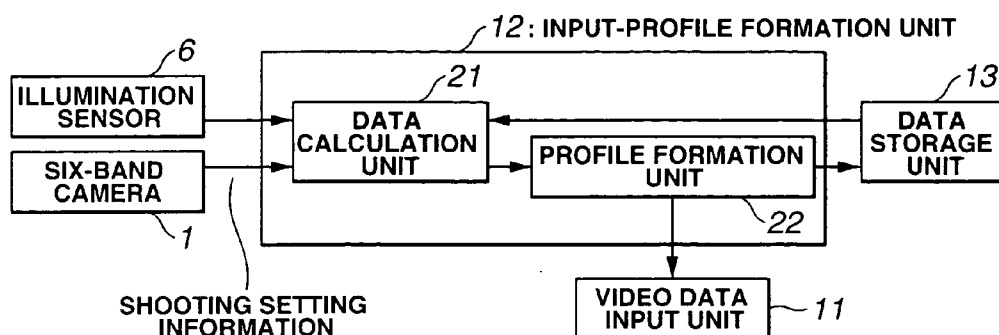 12: INPUT-PROFILE FORMATION UNIT
6
21
13
ILLUMINATION
SENSOR
DATA
CALCULATION
UNIT
DATA
STORAGE
UNIT
SIX-BAND
CAMERA
PROFILE FORMATION
UNIT
1
22
SHOOTING SETTING
INFORMATION
VIDEO DATA
INPUT UNIT
11